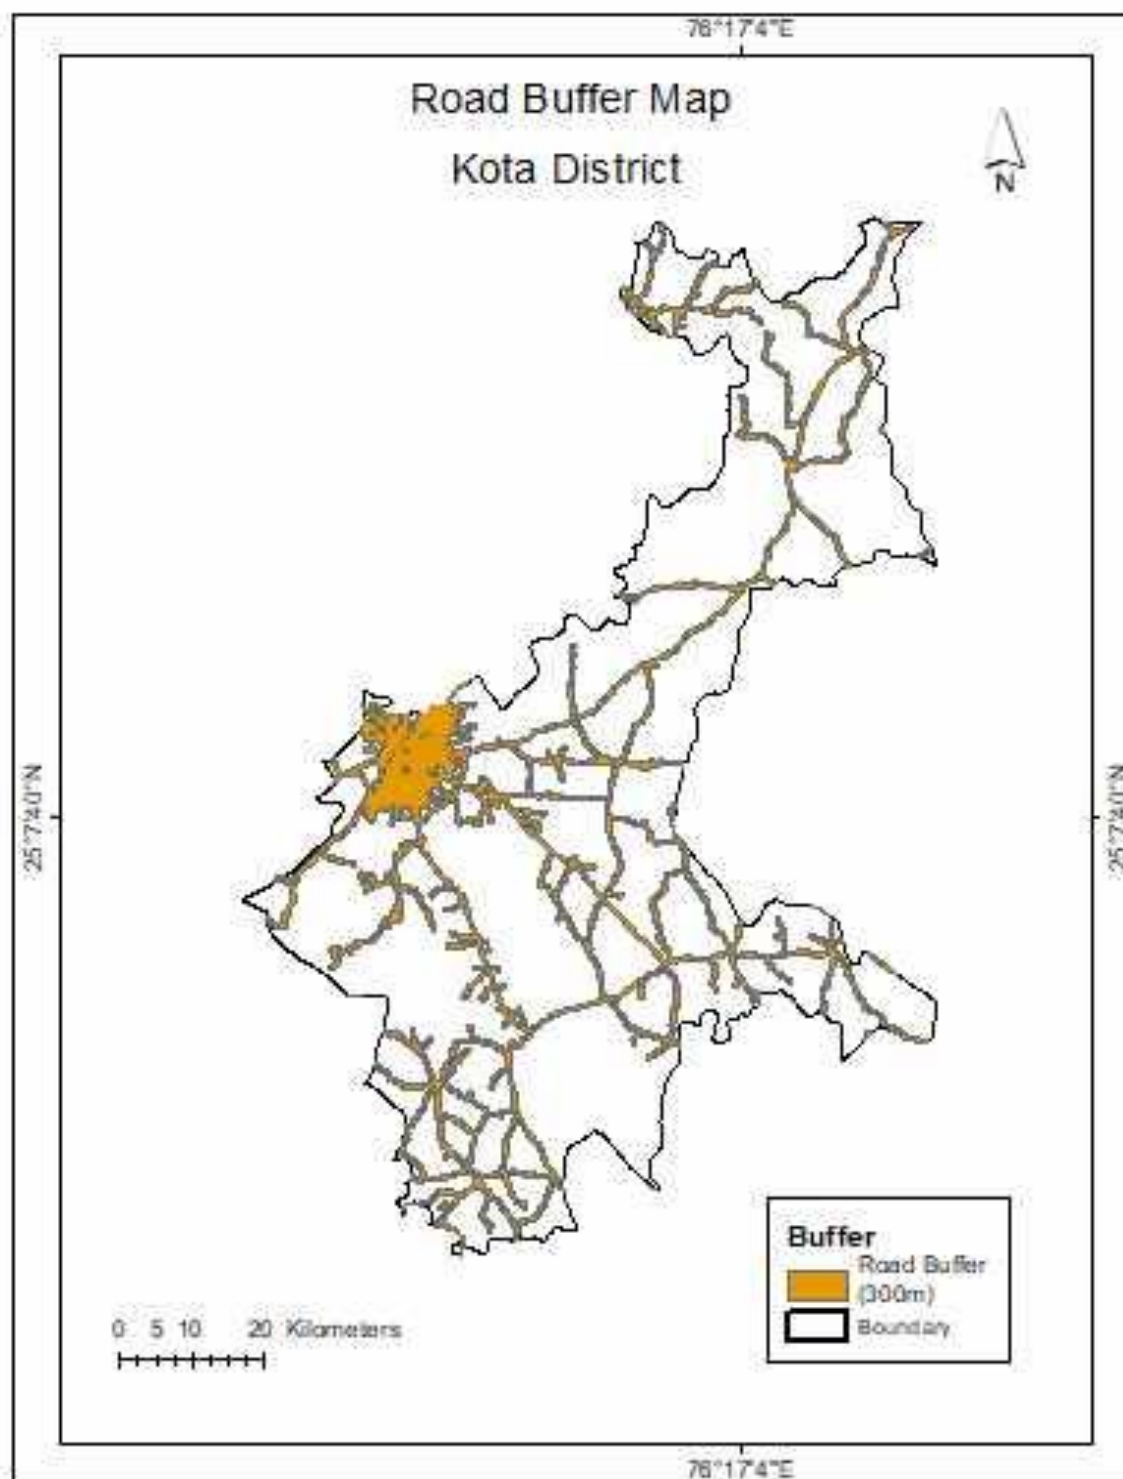 76°17'4"E
Road Buffer Map
Kota District
N
25°7'40"N
25°7'40"N
Buffer
Road Buffer
(300m)
Boundary
0 5 10 20 Kilometers
76°17'4"E